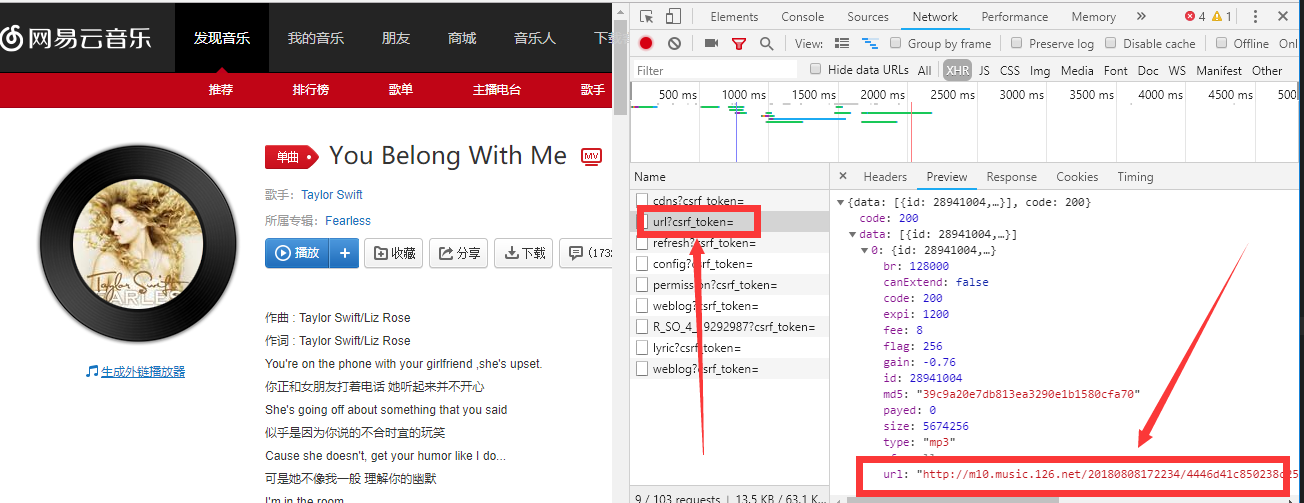 网易云音乐
发现音乐 我的音乐 朋友 商城 音乐人
推荐 排行榜 歌单 主播电台 歌手
单曲 You Belong With Me MV
歌手：Taylor Swift
所属专辑：Fearless
播放 + 收藏 分享 下载 (173
Taylor Swift
作曲 : Taylor Swift/Liz Rose
作词 : Taylor Swift/Liz Rose
You're on the phone with your girlfriend ,she's upset.
生成外链播放器
你正和女朋友打着电话 她听起来并不开心
She's going off about something that you said
似乎是因为你说的不合时宜的玩笑
Cause she doesn't, get your humor like I do...
可是她不像我一般 理解你的幽默
I'm in the room
Elements Console Sources Network Performance Memory » 4 1
View: Group by frame Preserve log Disable cache Offline Onl
Filter Hide data URLs All XHR JS CSS Img Media Font Doc WS Manifest Other
500 ms 1000 ms 1500 ms 2000 ms 2500 ms 3000 ms 3500 ms 4000 ms 4500 ms 500
Name
cdns?csrf_token=
url?csrf_token=
refresh?csrf_token=
config?csrf_token=
permission?csrf_token=
weblog?csrf_token=
csrf_token=
lyric?csrf_token=
weblog?csrf_token=
9 / 103 requests | 13.5 KB / 63.1 K...
× Headers Preview Response Cookies Timing
{data: [{id: 28941004,…}], code: 200}
code: 200
data: [{id: 28941004,…}]
0: {id: 28941004,…}
br: 128000
canExtend: false
code: 200
expi: 1200
fee: 8
flag: 256
gain: -0.76
id: 28941004
md5: "39c9a20e7db813ea3290e1b1580cfa70"
payed: 0
size: 5674256
type: "mp3"
url: "http://m10.music.126.net/20180808172234/4446d41c850238c